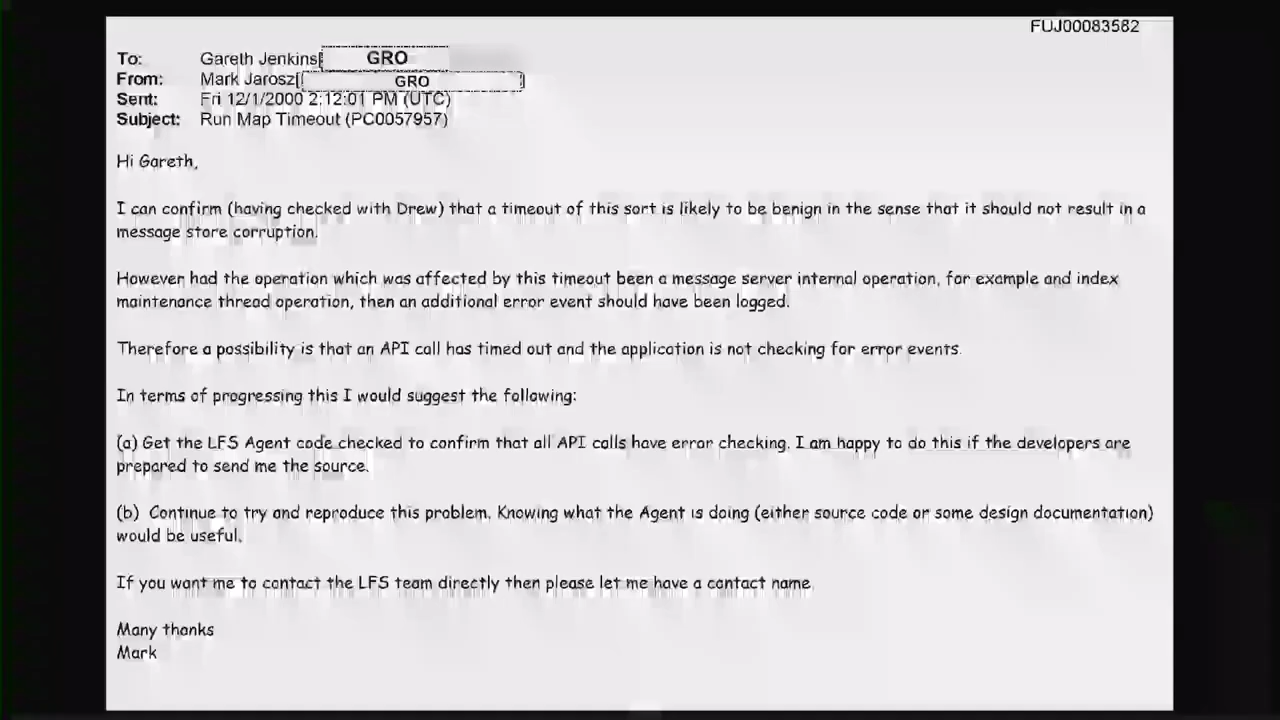 FUJ00083582
To: Gareth Jenkins[ GRO
From: Mark Jarosz[ GRO ]
Sent: Fri 12/1/2000 2:12:01 PM (UTC)
Subject: Run Map Timeout (PC0057957)
Hi Gareth,
I can confirm (having checked with Drew) that a timeout of this sort is likely to be benign in the sense that it should not result in a
message store corruption.
However had the operation which was affected by this timeout been a message server internal operation, for example and index
maintenance thread operation, then an additional error event should have been logged.
Therefore a possibility is that an API call has timed out and the application is not checking for error events.
In terms of progressing this I would suggest the following:
(a) Get the LFS Agent code checked to confirm that all API calls have error checking. I am happy to do this if the developers are
prepared to send me the source.
(b) Continue to try and reproduce this problem. Knowing what the Agent is doing (either source code or some design documentation)
would be useful.
If you want me to contact the LFS team directly then please let me have a contact name.
Many thanks
Mark